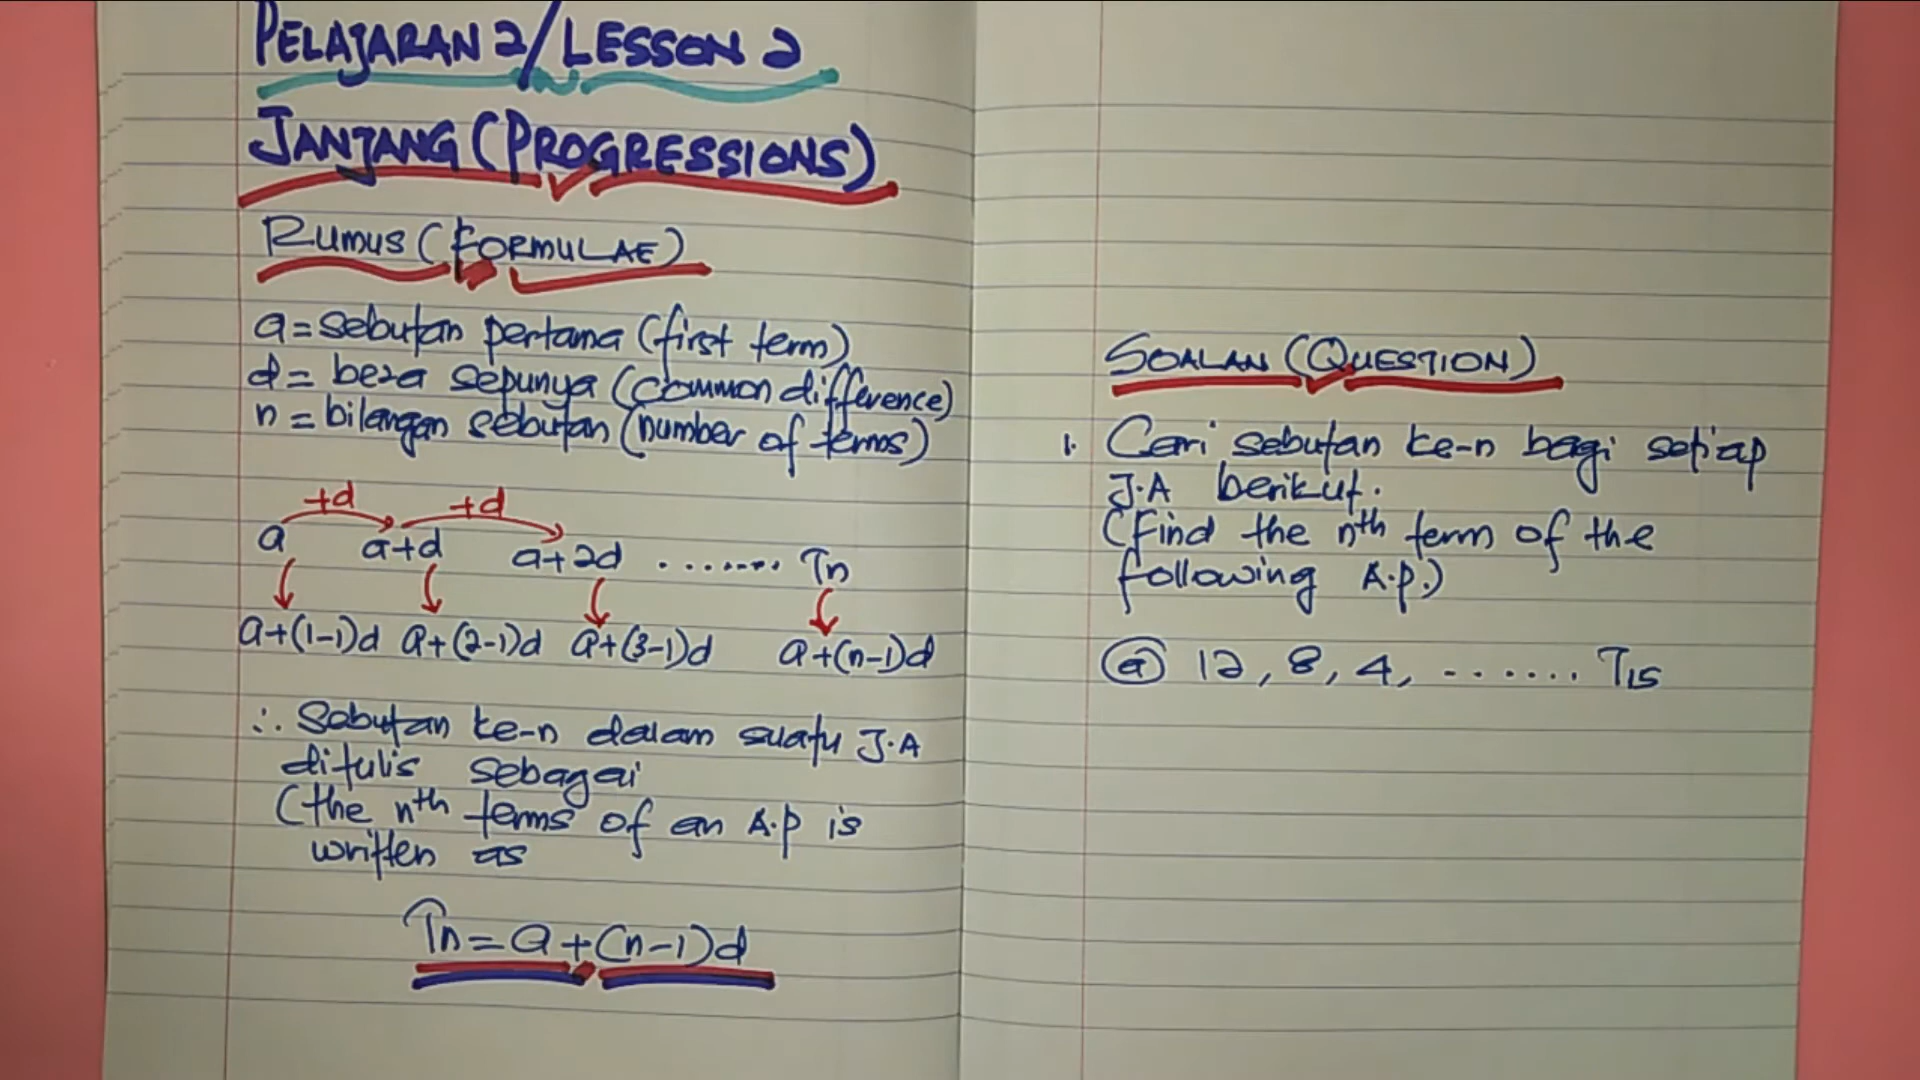 PELAJARAN 2/LESSON 2
JANJANG (PROGRESSIONS)
RUMUS (FORMULAE)
a = sebutan pertama (first term)
d = beza sepunya (common difference)
n = bilangan sebutan (number of terms)
+d +d
a a+d a+2d ........ Tn
a+(1-1)d a+(2-1)d a+(3-1)d a+(n-1)d
∴ Sebutan ke-n dalam suatu J.A
ditulis sebagai
(the nth terms of an A.P is
written as
Tn = a + (n-1)d
SOALAN (QUESTION)
1. Cari sebutan ke-n bagi setiap
J.A berikut.
(Find the nth term of the
following A.P.)
(a) 12, 8, 4, ....... T15